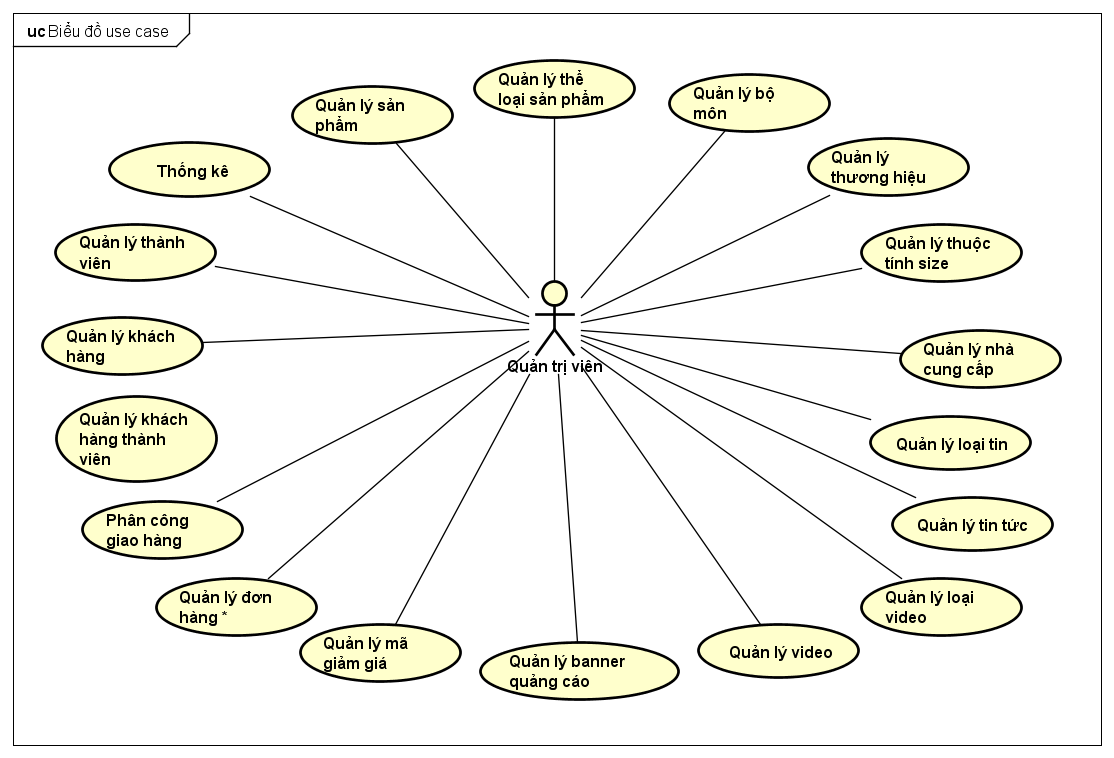 uc Biểu đồ use case
Quản lý thể
loại sản phẩm
Quản lý sản
phẩm
Quản lý bộ
môn
Thống kê
Quản lý
thương hiệu
Quản lý thành
viên
Quản lý thuộc
tính size
Quản lý khách
hàng
Quản trị viên
Quản lý nhà
cung cấp
Quản lý khách
hàng thành
viên
Quản lý loại tin
Phân công
giao hàng
Quản lý tin tức
Quản lý đơn
hàng *
Quản lý loại
video
Quản lý mã
giảm giá
Quản lý banner
quảng cáo
Quản lý video